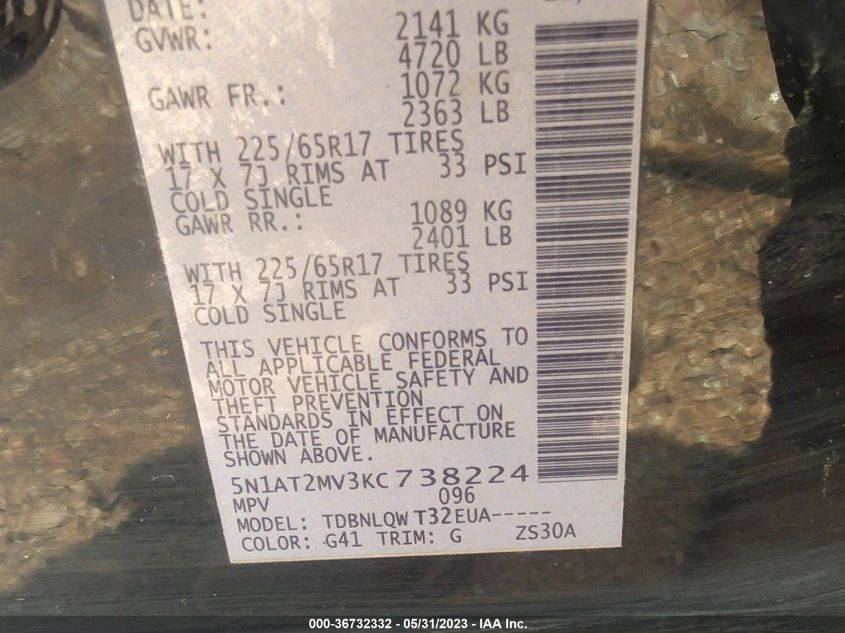 DATE:
GVWR: 2141 KG
4720 LB
GAWR FR.: 1072 KG
2363 LB
WITH 225/65R17 TIRES
17 X 7J RIMS AT 33 PSI
COLD SINGLE
GAWR RR.: 1089 KG
2401 LB
WITH 225/65R17 TIRES
17 X 7J RIMS AT 33 PSI
COLD SINGLE
THIS VEHICLE CONFORMS TO
ALL APPLICABLE FEDERAL
MOTOR VEHICLE SAFETY AND
THEFT PREVENTION
STANDARDS IN EFFECT ON
THE DATE OF MANUFACTURE
SHOWN ABOVE.
5N1AT2MV3KC738224
MPV 096
MODEL: TDBNLQW T32EUA-----
COLOR: G41 TRIM: G ZS30A
000-36732332 - 05/31/2023 - IAA Inc.